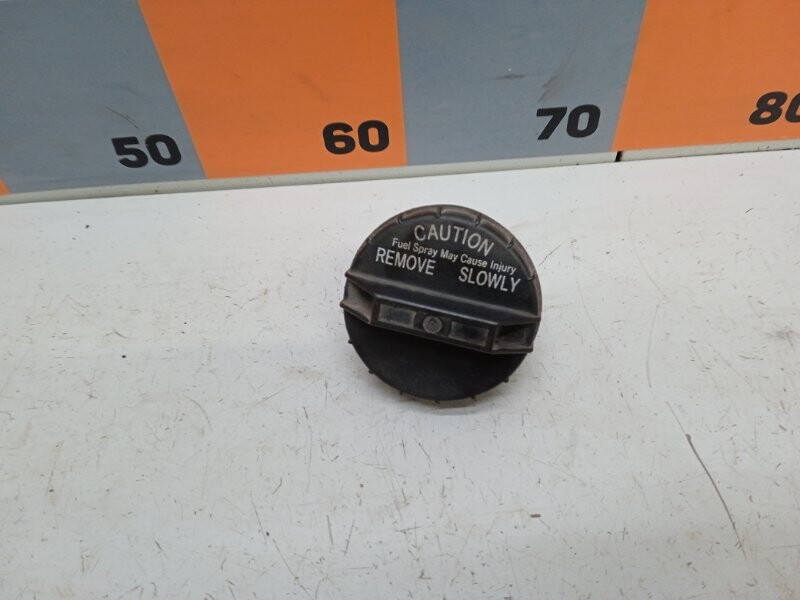 50 60 70 80
CAUTION
Fuel Spray May Cause Injury
REMOVE SLOWLY